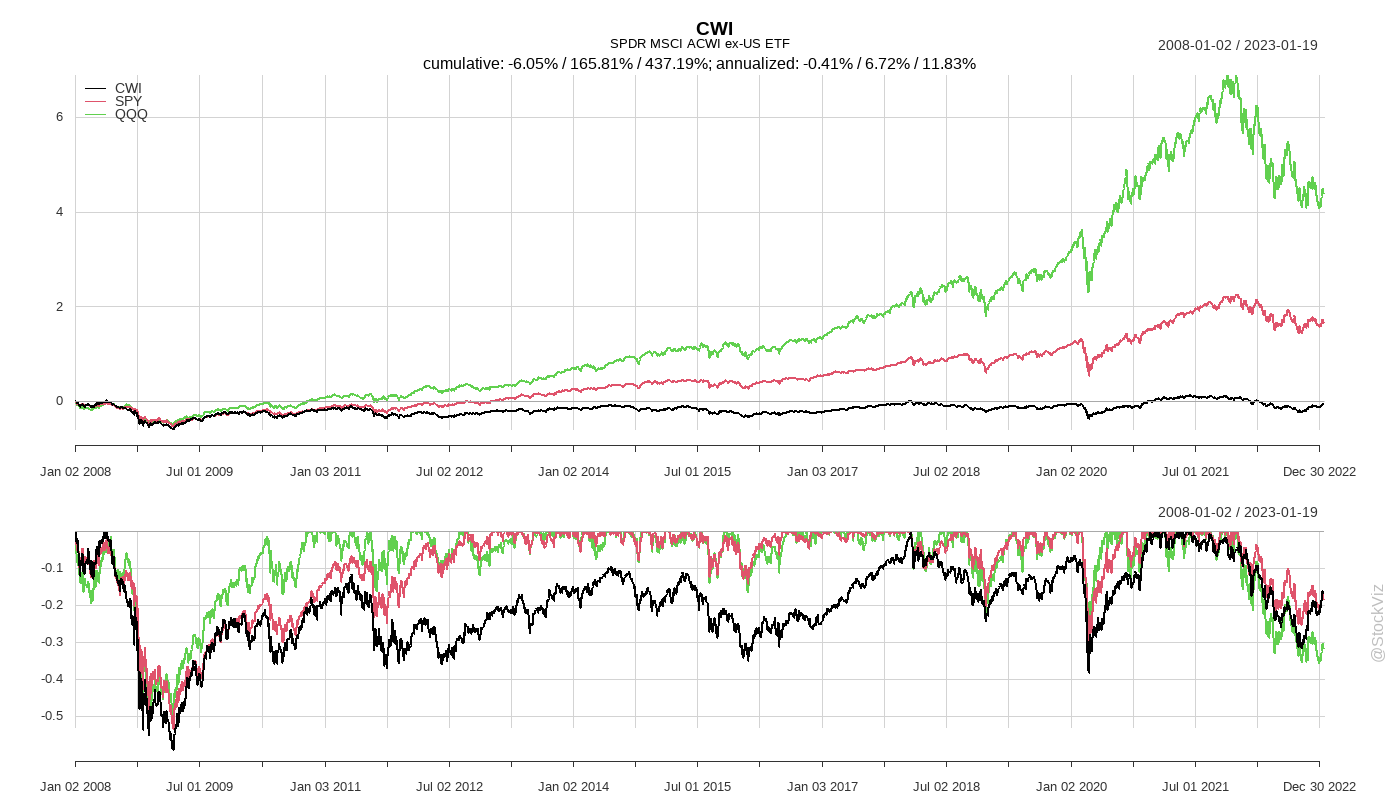 CWI
SPDR MSCI ACWI ex-US ETF
2008-01-02 / 2023-01-19
cumulative: -6.05% / 165.81% / 437.19%; annualized: -0.41% / 6.72% / 11.83%
CWI
SPY
QQQ
6
4
2
0
Jan 02 2008 Jul 01 2009 Jan 03 2011 Jul 02 2012 Jan 02 2014 Jul 01 2015 Jan 03 2017 Jul 02 2018 Jan 02 2020 Jul 01 2021 Dec 30 2022
2008-01-02 / 2023-01-19
-0.1
-0.2
-0.3
-0.4
-0.5
Jan 02 2008 Jul 01 2009 Jan 03 2011 Jul 02 2012 Jan 02 2014 Jul 01 2015 Jan 03 2017 Jul 02 2018 Jan 02 2020 Jul 01 2021 Dec 30 2022
@StockViz